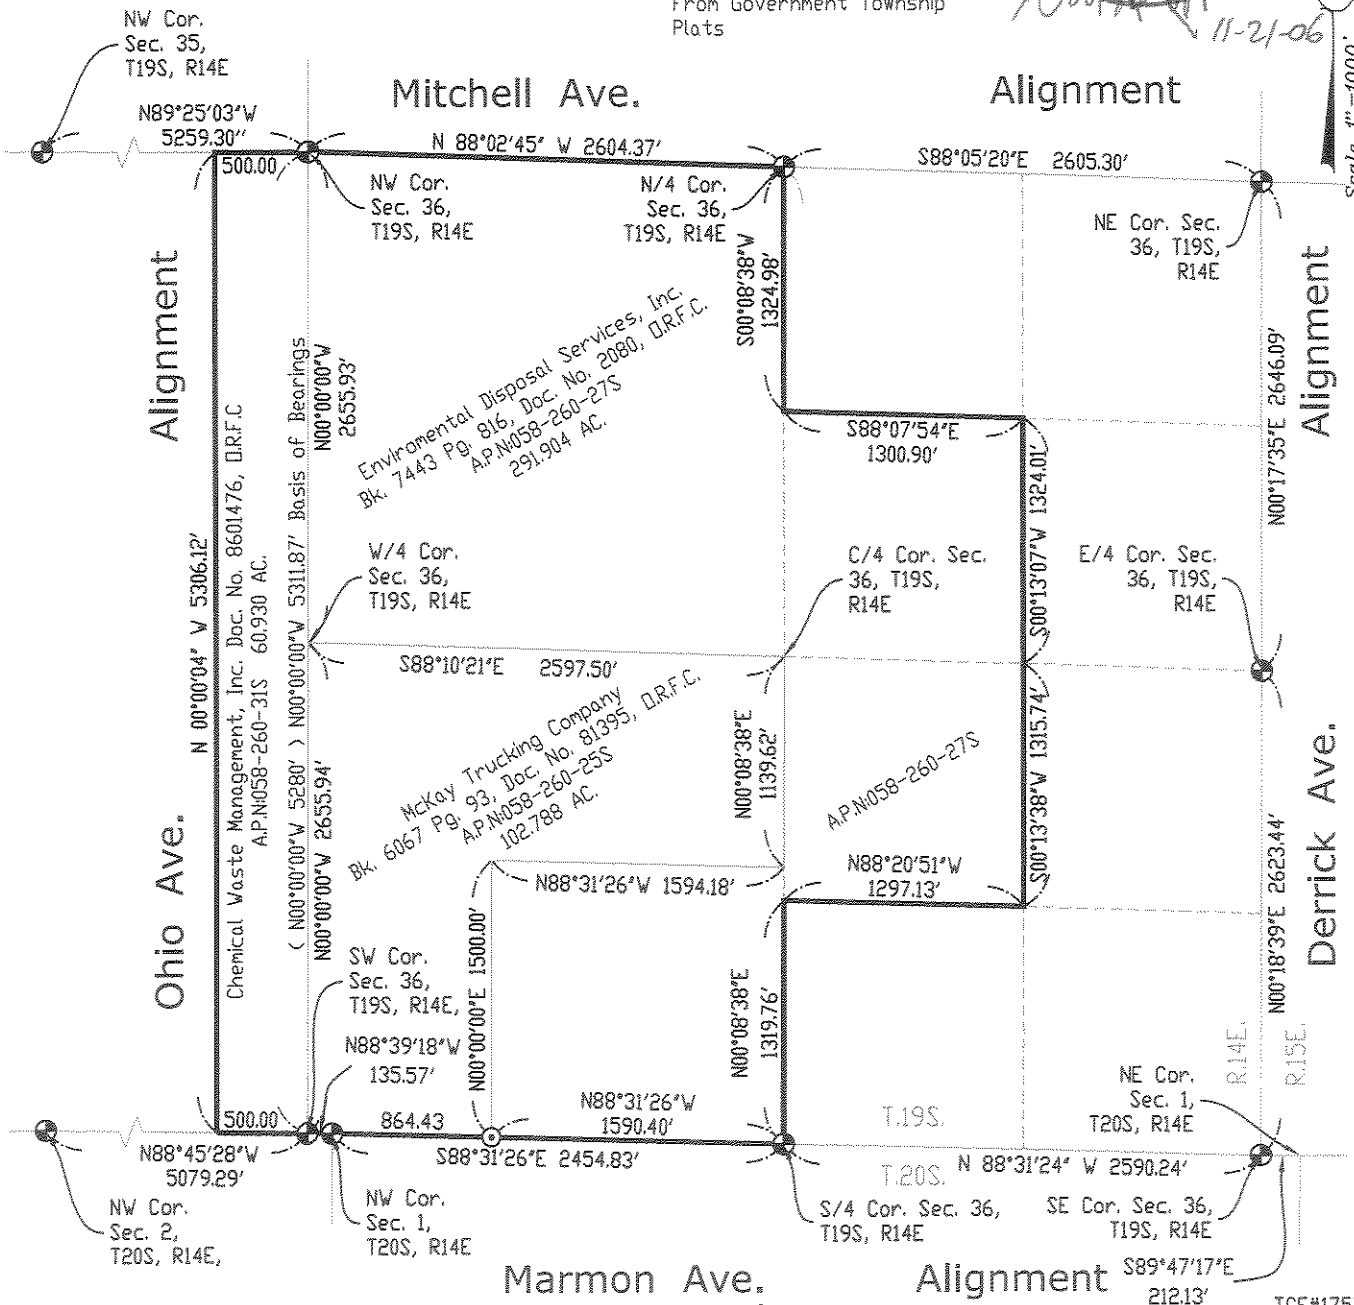 From Government Township
Plats
11-21-06
Scale 1"=1000'
NW Cor.
Sec. 35,
T19S, R14E
Mitchell Ave.
Alignment
N89°25'03"W
5259.30''
500.00
N 88°02'45" W 2604.37'
S88°05'20"E 2605.30'
NW Cor.
Sec. 36,
T19S, R14E
N/4 Cor.
Sec. 36,
T19S, R14E
NE Cor. Sec.
36, T19S,
R14E
Alignment
Ohio Ave.
N 00°00'04" W 5306.12'
Chemical Waste Management, Inc. Doc. No. 8601476, O.R.F.C
A.P.N:058-260-31S 60.930 AC.
( N00°00'00"W 5280' ) N00°00'00"W 5311.87' Basis of Bearings
N00°00'00"W
2655.93'
N00°00'00"W 2655.94'
Enviromental Disposal Services, Inc.
Bk. 7443 Pg. 816, Doc. No. 2080, O.R.F.C.
A.P.N:058-260-27S
291.904 AC.
S00°08'38"W
1324.98'
S88°07'54"E
1300.90'
S00°13'07"W 1324.01'
N00°17'35"E 2646.09'
Alignment
W/4 Cor.
Sec. 36,
T19S, R14E
C/4 Cor. Sec.
36, T19S,
R14E
E/4 Cor. Sec.
36, T19S,
R14E
S88°10'21"E 2597.50'
McKay Trucking Company
Bk. 6067 Pg. 93, Doc. No. 81395, O.R.F.C.
A.P.N:058-260-25S
102.788 AC.
N00°08'38"E
1139.62'
A.P.N:058-260-27S
S00°13'38"W 1315.74'
N00°18'39"E 2623.44'
Derrick Ave.
N88°31'26"W 1594.18'
N88°20'51"W
1297.13'
N00°00'00"E 1500.00'
N00°08'38"E
1319.76'
SW Cor.
Sec. 36,
T19S, R14E,
N88°39'18"W
135.57'
R.14E.
R.15E.
NE Cor.
Sec. 1,
T20S, R14E
500.00
864.43
N88°31'26"W
1590.40'
T.19S.
T.20S.
N88°45'28"W
5079.29'
S88°31'26"E 2454.83'
N 88°31'24" W 2590.24'
NW Cor.
Sec. 2,
T20S, R14E,
NW Cor.
Sec. 1,
T20S, R14E
S/4 Cor. Sec. 36,
T19S, R14E
SE Cor. Sec. 36,
T19S, R14E
Marmon Ave.
Alignment
S89°47'17"E
212.13'